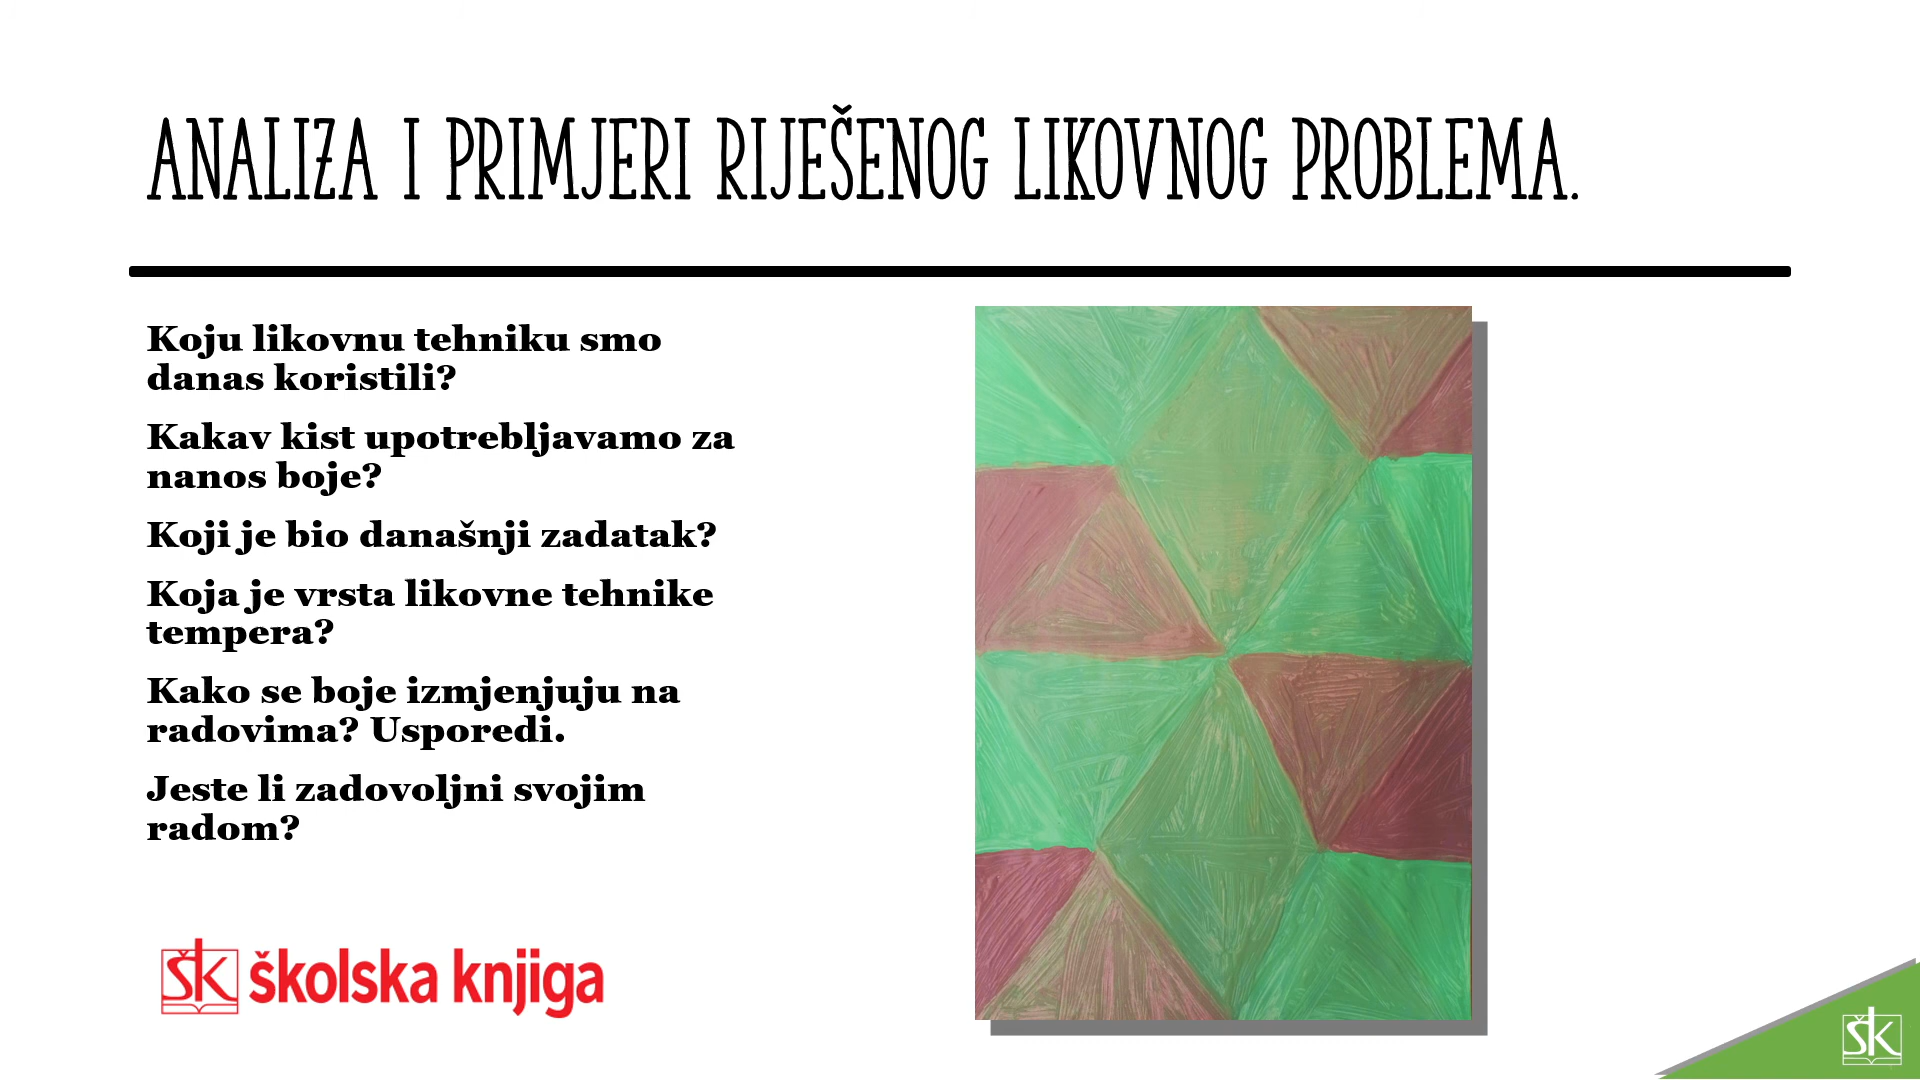 ANALIZA I PRIMJERI RIJEŠENOG LIKOVNOG PROBLEMA.
Koju likovnu tehniku smo
danas koristili?
Kakav kist upotrebljavamo za
nanos boje?
Koji je bio današnji zadatak?
Koja je vrsta likovne tehnike
tempera?
Kako se boje izmjenjuju na
radovima? Usporedi.
Jeste li zadovoljni svojim
radom?
ŠK školska knjiga
ŠK